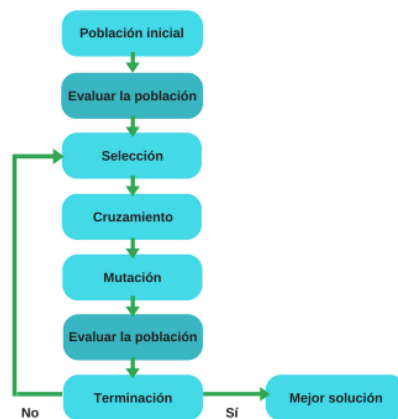 Población inicial
Evaluar la población
Selección
Cruzamiento
Mutación
Evaluar la población
Terminación
No
Sí
Mejor solución